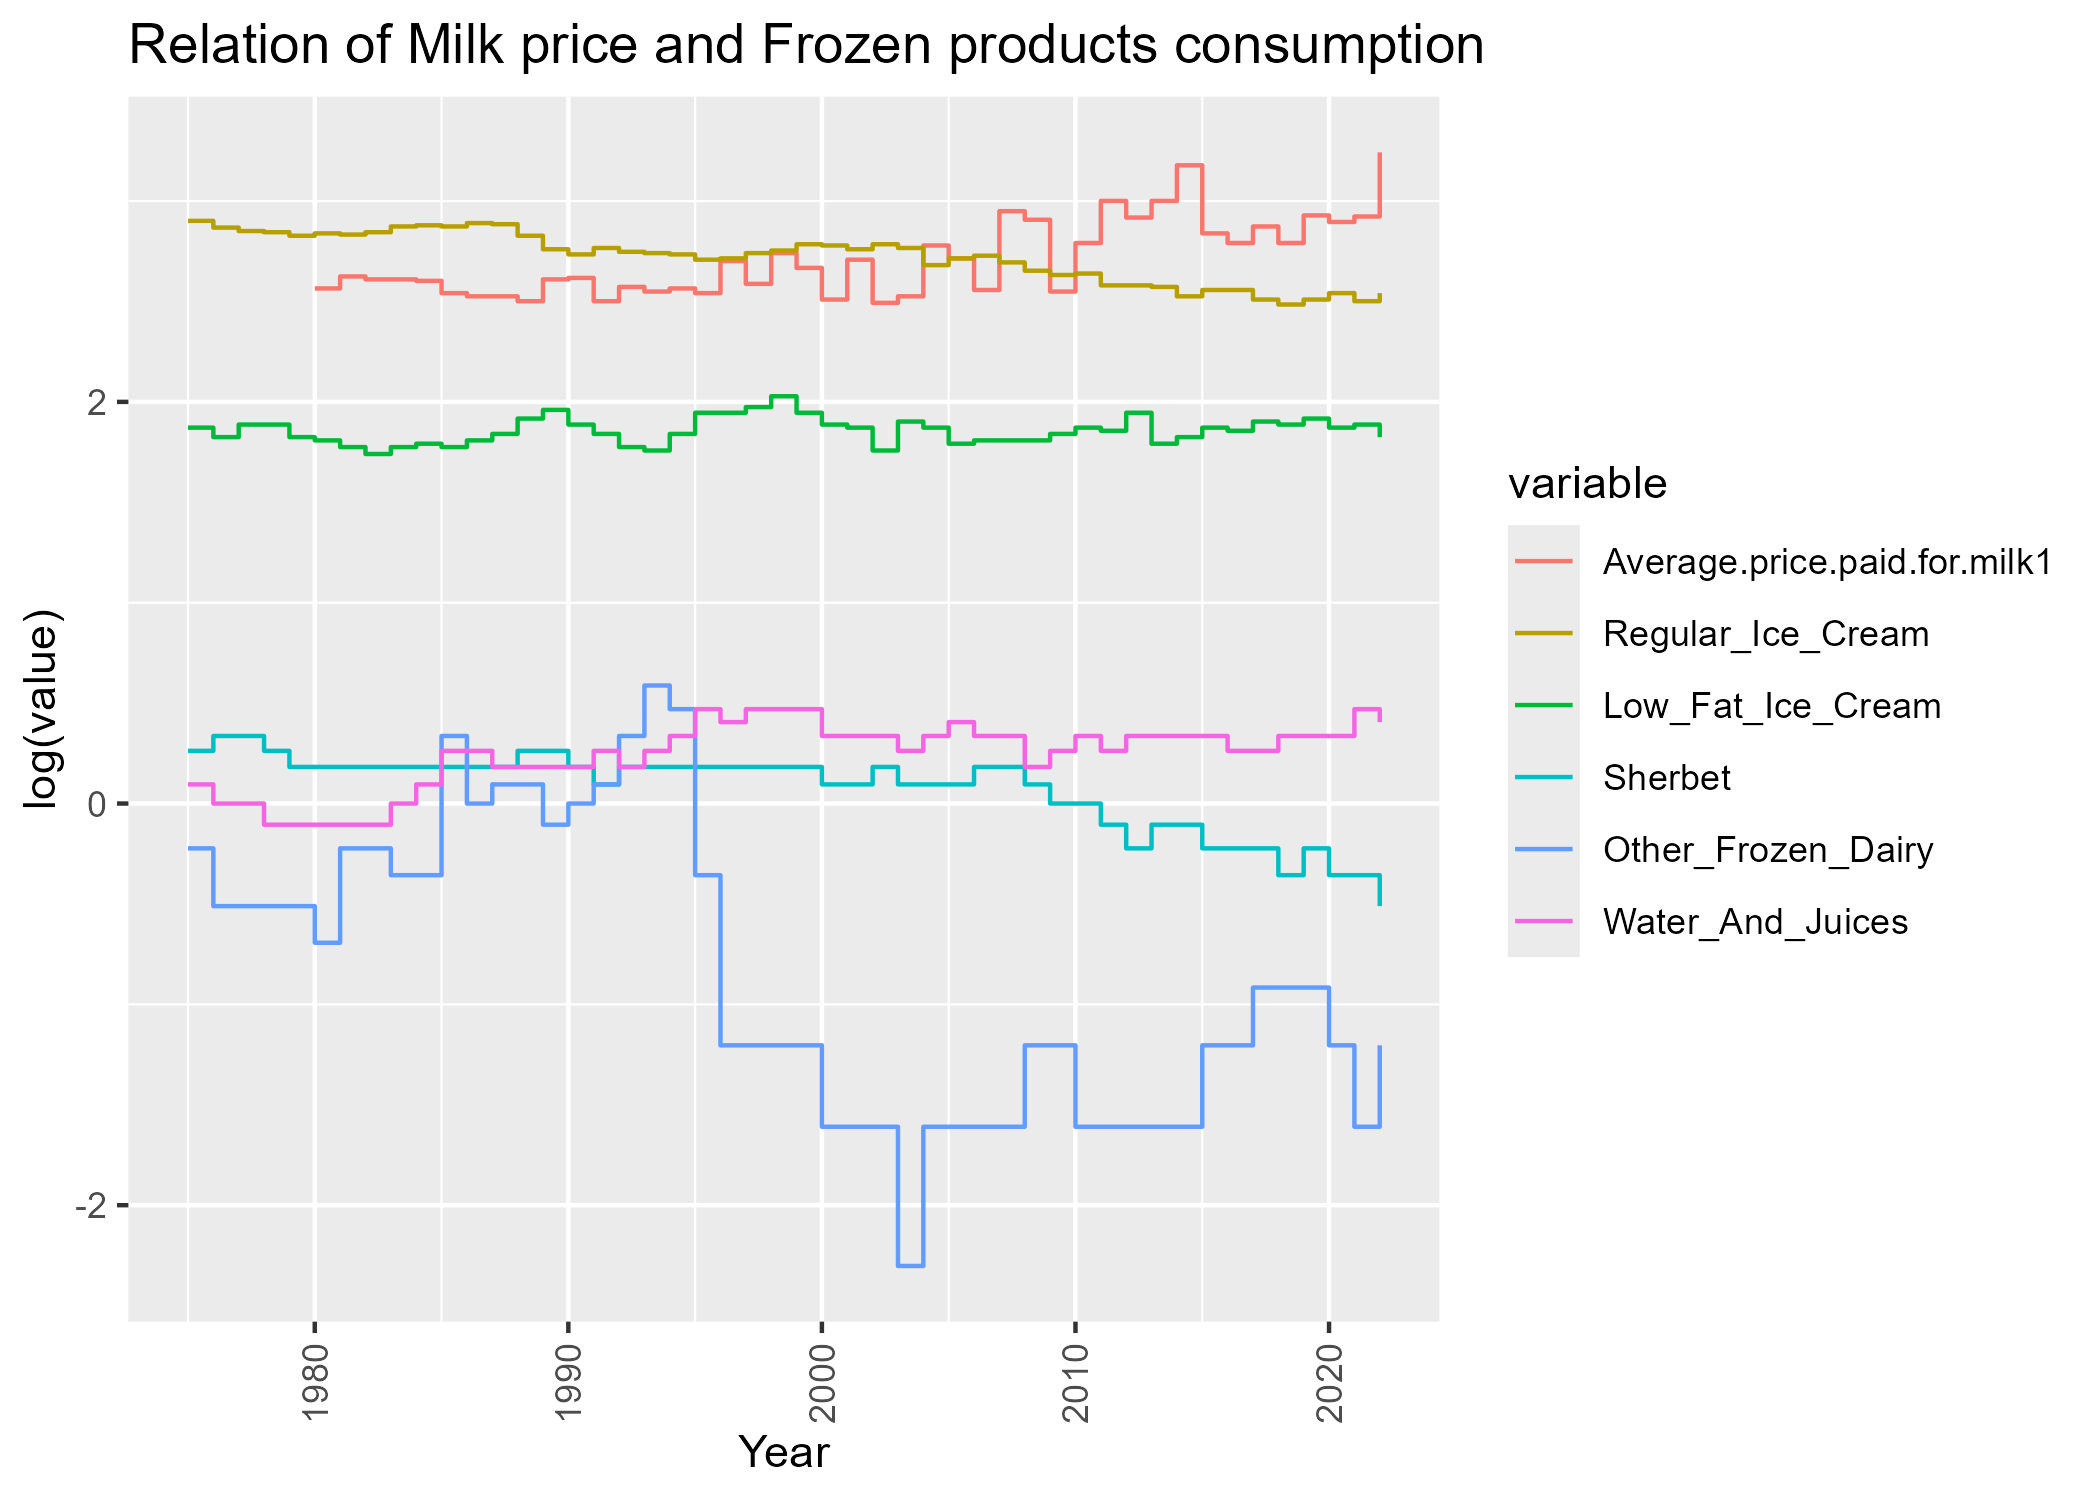 Relation of Milk price and Frozen products consumption
log(value)
2
0
-2
1980
1990
2000
2010
2020
Year
variable
Average.price.paid.for.milk1
Regular_Ice_Cream
Low_Fat_Ice_Cream
Sherbet
Other_Frozen_Dairy
Water_And_Juices